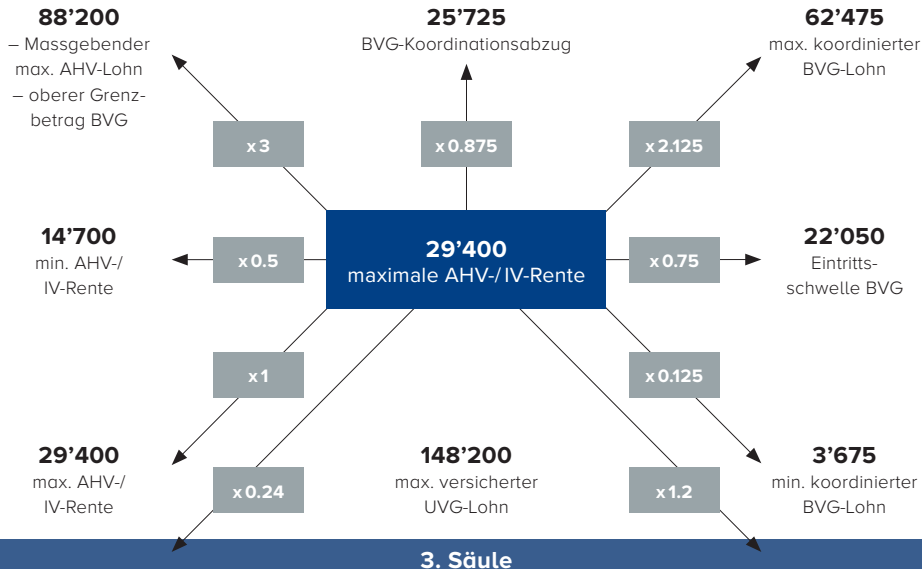 88’200
– Massgebender
max. AHV-Lohn
– oberer Grenz-
betrag BVG
25’725
BVG-Koordinationsabzug
62’475
max. koordinierter
BVG-Lohn
x 3
x 0.875
x 2.125
14’700
min. AHV-/
IV-Rente
x 0.5
29’400
maximale AHV-/ IV-Rente
x 0.75
22’050
Eintritts-
schwelle BVG
x 1
x 0.125
29’400
max. AHV-/
IV-Rente
x 0.24
148’200
max. versicherter
UVG-Lohn
x 1.2
3’675
min. koordinierter
BVG-Lohn
3. Säule